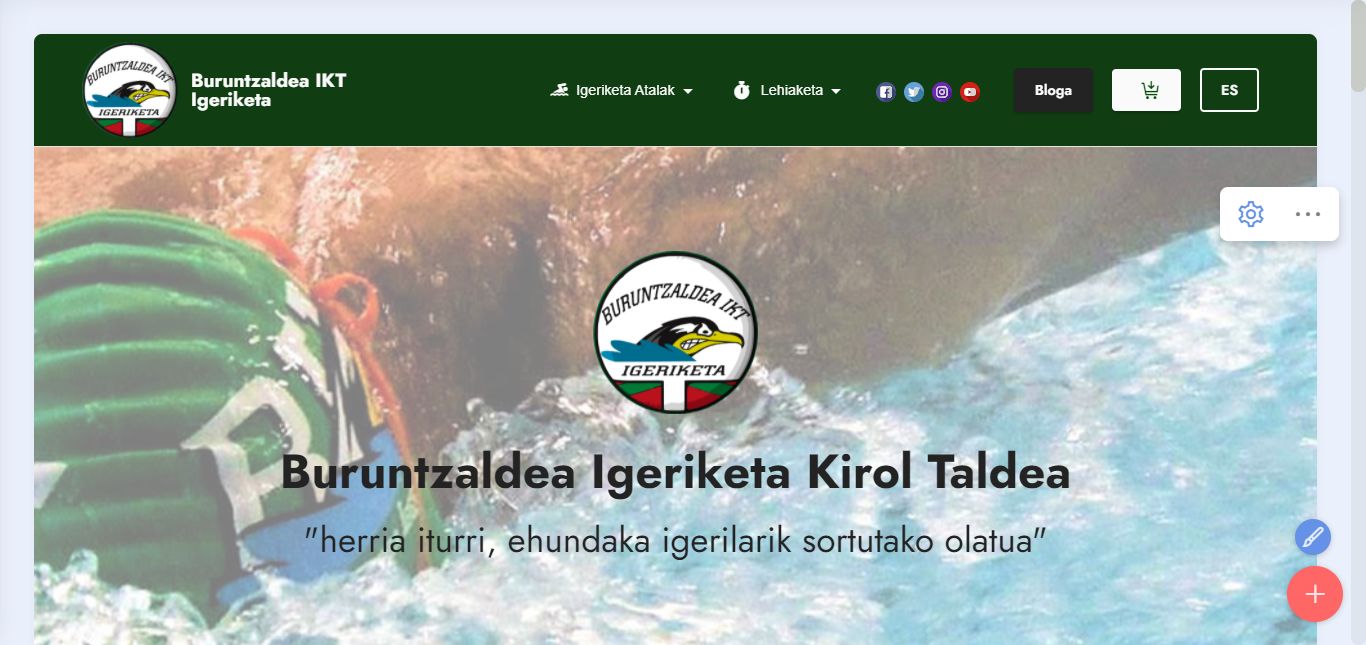 BURUNTZALDEA IKT
IGERIKETA
Buruntzaldea IKT
Igeriketa
Igeriketa Atalak
Lehiaketa
Bloga
ES
BURUNTZALDEA IKT
IGERIKETA
Buruntzaldea Igeriketa Kirol Taldea
"herria iturri, ehundaka igerilarik sortutako olatua"